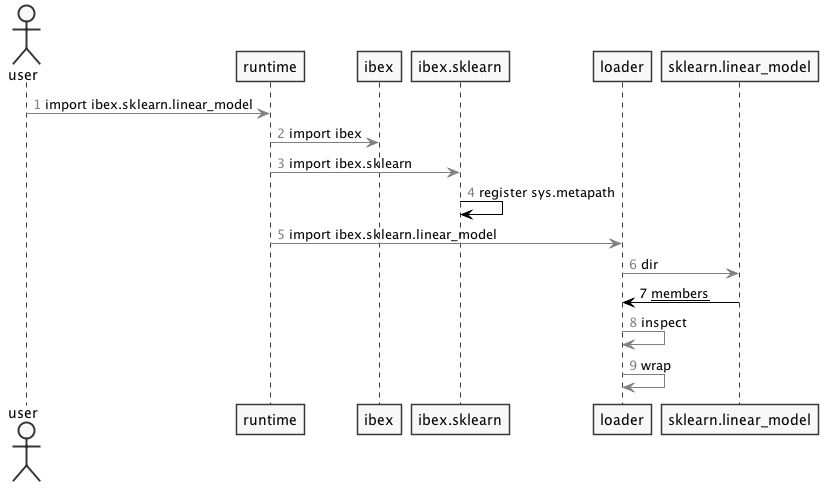 user
runtime
ibex
ibex.sklearn
loader
sklearn.linear_model
1 import ibex.sklearn.linear_model
2 import ibex
3 import ibex.sklearn
4 register sys.metapath
5 import ibex.sklearn.linear_model
6 dir
7 members
8 inspect
9 wrap
user
runtime
ibex
ibex.sklearn
loader
sklearn.linear_model